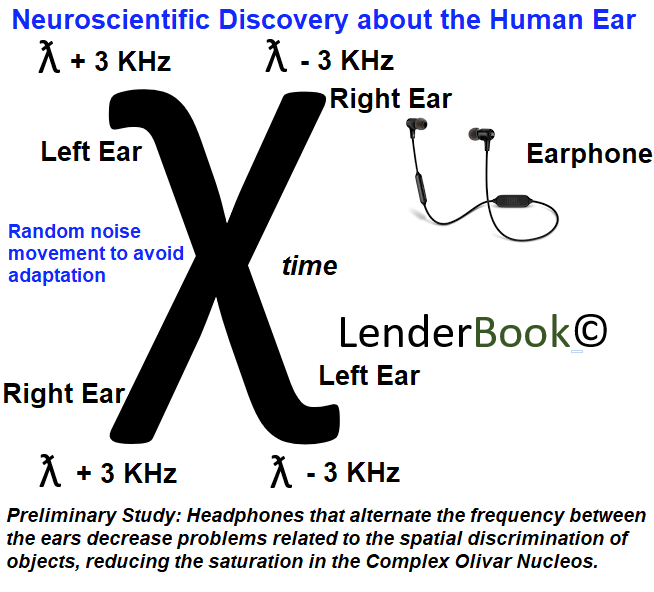 Neuroscientific Discovery about the Human Ear
ƛ + 3 KHz
ƛ - 3 KHz
Right Ear
Left Ear
Earphone
Random noise
movement to avoid
adaptation
time
LenderBook©
Left Ear
Right Ear
ƛ + 3 KHz
ƛ - 3 KHz
Preliminary Study: Headphones that alternate the frequency between
the ears decrease problems related to the spatial discrimination of
objects, reducing the saturation in the Complex Olivar Nucleos.